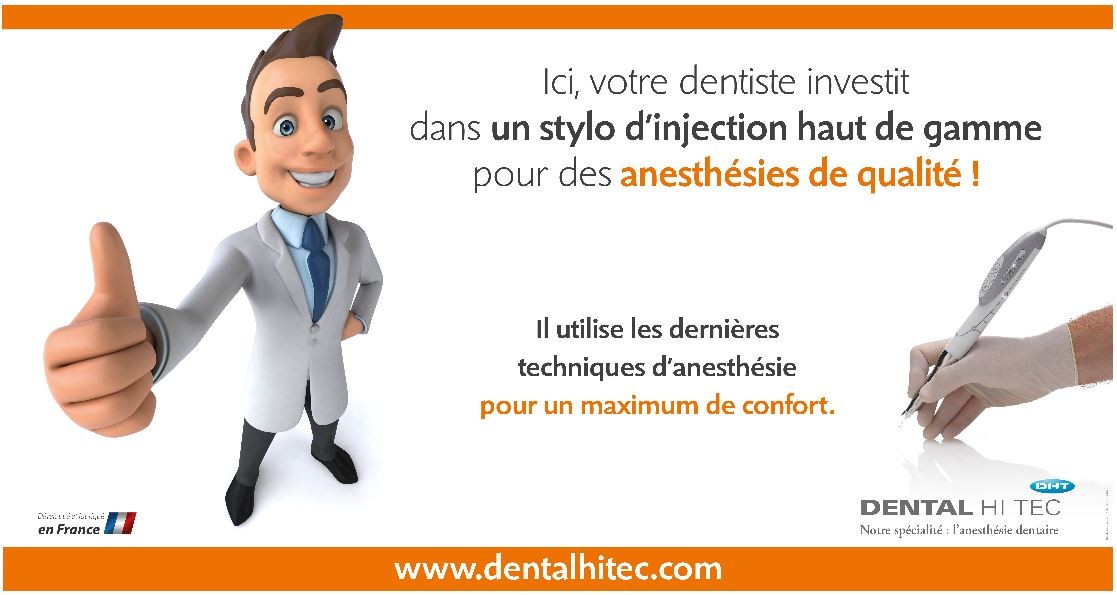 Ici, votre dentiste investit
dans un stylo d'injection haut de gamme
pour des anesthésies de qualité !
Il utilise les dernières
techniques d'anesthésie
pour un maximum de confort.
en France
DHT
DENTAL HI TEC
Notre spécialité : l'anesthésie dentaire
www.dentalhitec.com